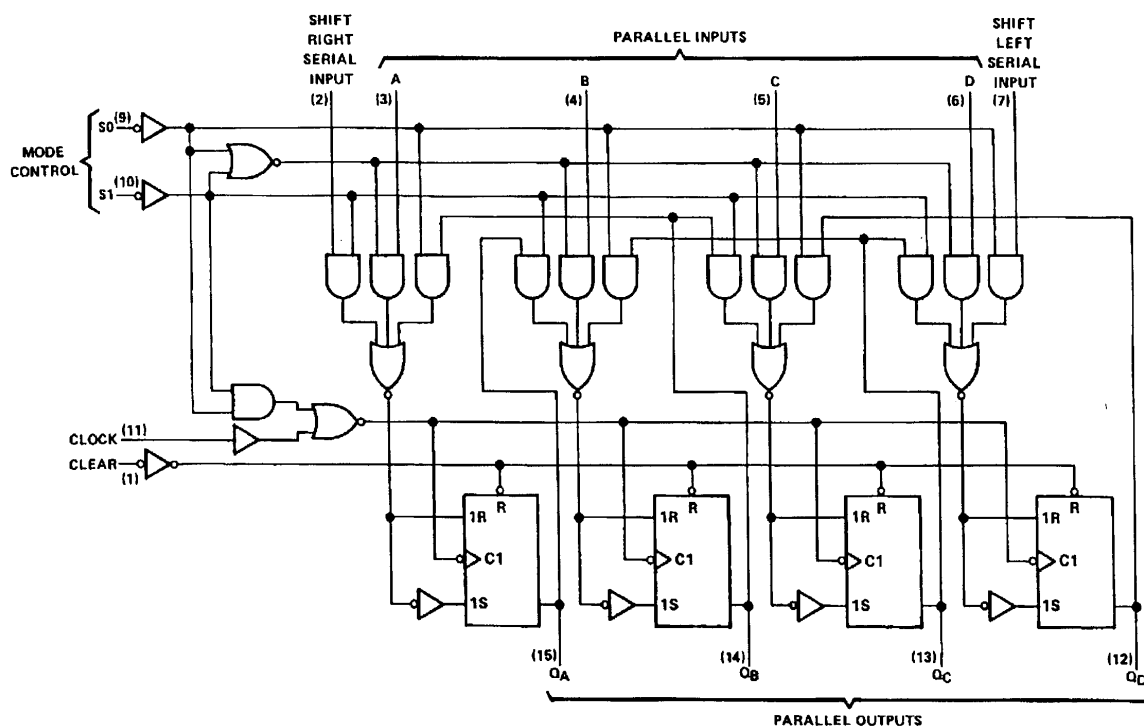 SHIFT
RIGHT
SERIAL
INPUT
(2)
PARALLEL INPUTS
A
(3)
B
(4)
C
(5)
D
(6)
SHIFT
LEFT
SERIAL
INPUT
(7)
MODE
CONTROL
S0 (9)
S1 (10)
CLOCK (11)
CLEAR
(1)
R
1R
C1
1S
R
1R
C1
1S
R
1R
C1
1S
R
1R
C1
1S
(15)
QA
(14)
QB
(13)
QC
(12)
QD
PARALLEL OUTPUTS